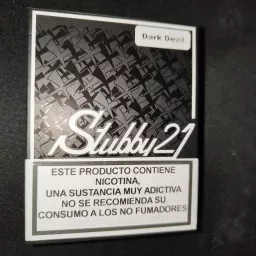 Dark Devil
Stubby21
ESTE PRODUCTO CONTIENE
NICOTINA,
UNA SUSTANCIA MUY ADICTIVA
NO SE RECOMIENDA SU
CONSUMO A LOS NO FUMADORES